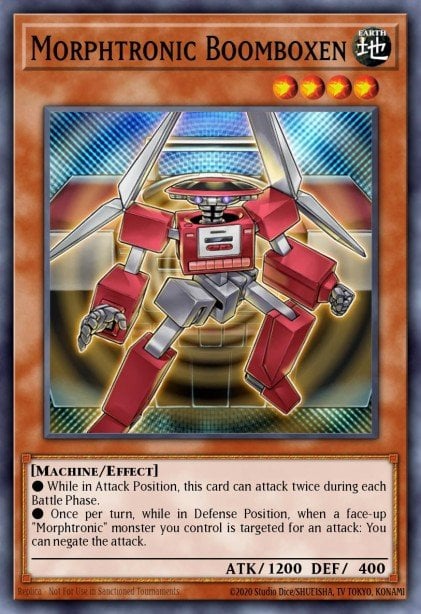 MORPHTRONIC BOOMBOXEN
EARTH
地
[MACHINE/EFFECT]
● While in Attack Position, this card can attack twice during each
Battle Phase.
● Once per turn, while in Defense Position, when a face-up
"Morphtronic" monster you control is targeted for an attack: You
can negate the attack.
ATK/1200 DEF/ 400
Replica - Not For Use in Sanctioned Tournaments.
©2020 Studio Dice/SHUEISHA, TV TOKYO, KONAMI